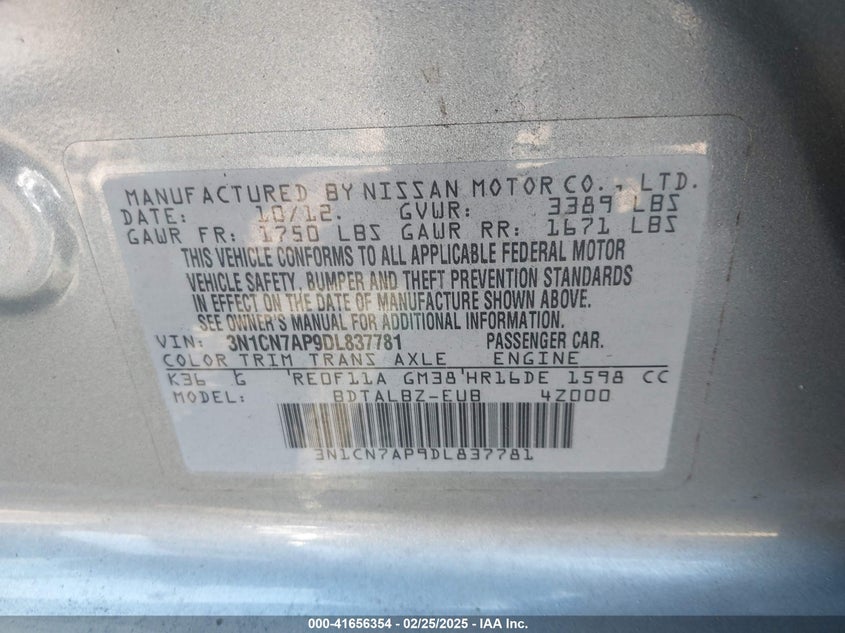 MANUFACTURED BY NISSAN MOTOR CO., LTD.
DATE: 10/12. GVWR: 3389 LBS
GAWR FR: 1750 LBS GAWR RR: 1671 LBS
THIS VEHICLE CONFORMS TO ALL APPLICABLE FEDERAL MOTOR
VEHICLE SAFETY, BUMPER AND THEFT PREVENTION STANDARDS
IN EFFECT ON THE DATE OF MANUFACTURE SHOWN ABOVE.
SEE OWNER'S MANUAL FOR ADDITIONAL INFORMATION.
VIN: 3N1CN7AP9DL837781 PASSENGER CAR.
COLOR TRIM TRANS AXLE ENGINE
K36 G 'RE0F11A GM38'HR16DE 1598 CC
MODEL: BDTALBZ-EUB 4Z000
3N1CN7AP9DL837781
000-41656354 - 02/25/2025 - IAA Inc.